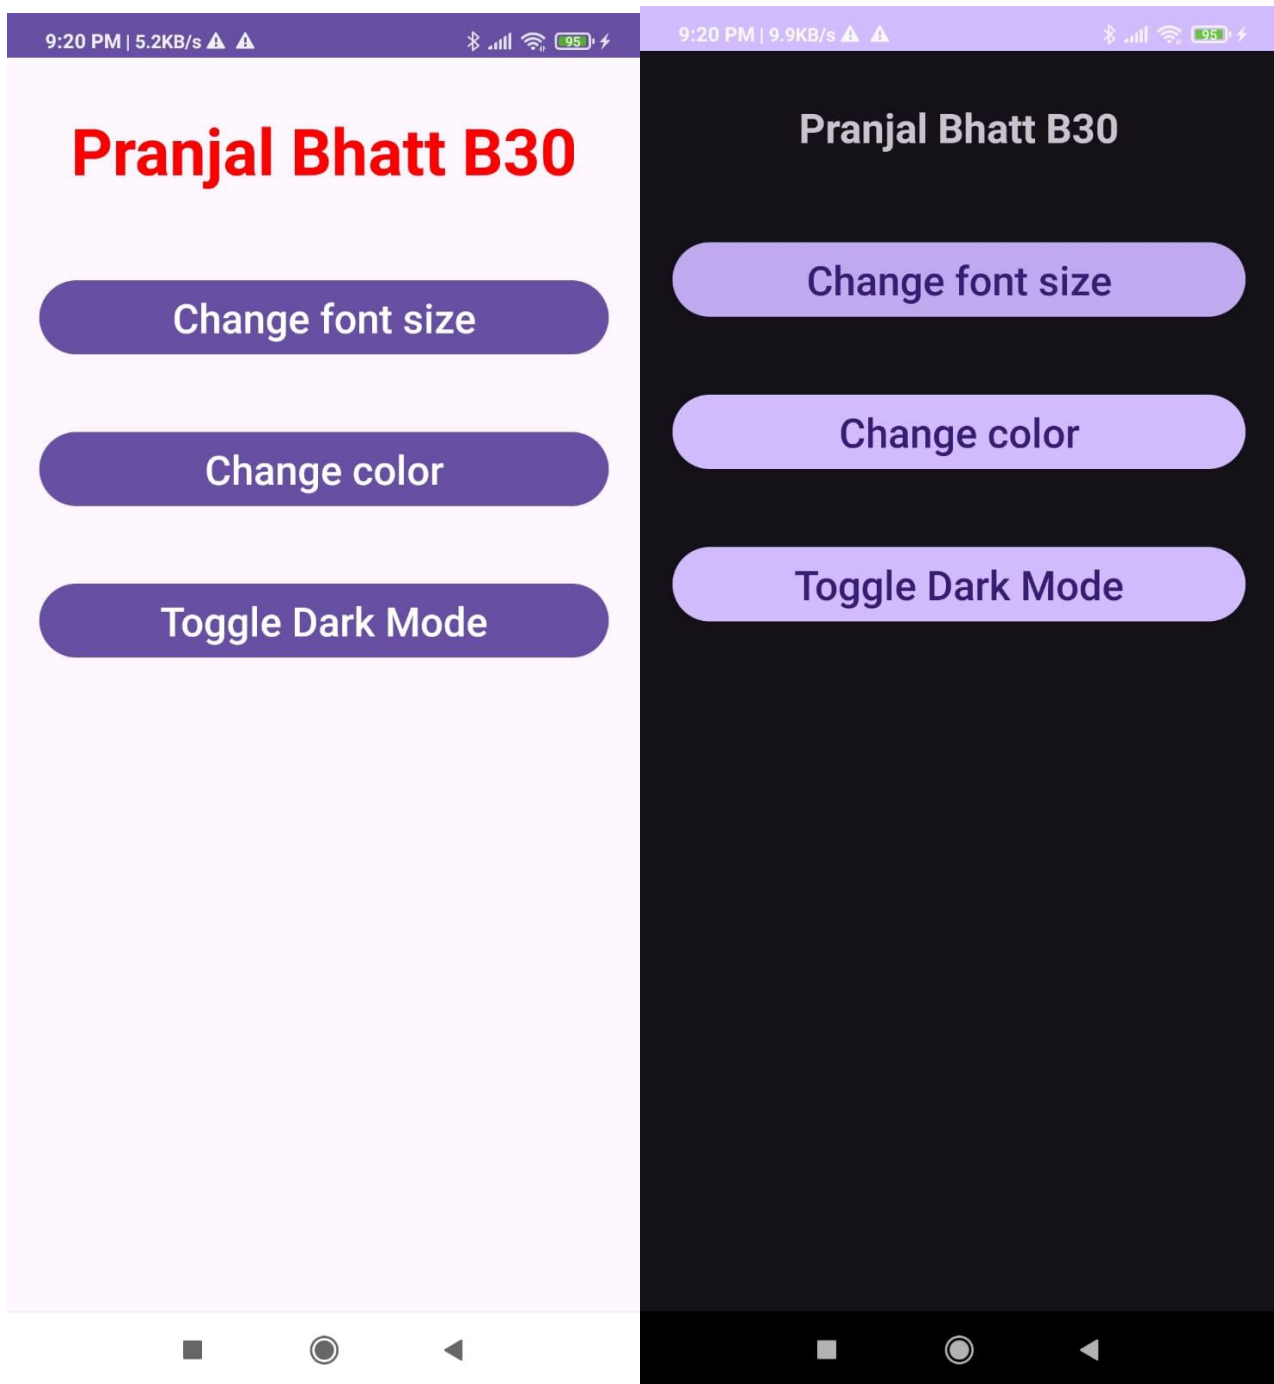 9:20 PM | 5.2KB/s
95
Pranjal Bhatt B30
Change font size
Change color
Toggle Dark Mode
9:20 PM | 9.9KB/s
95
Pranjal Bhatt B30
Change font size
Change color
Toggle Dark Mode